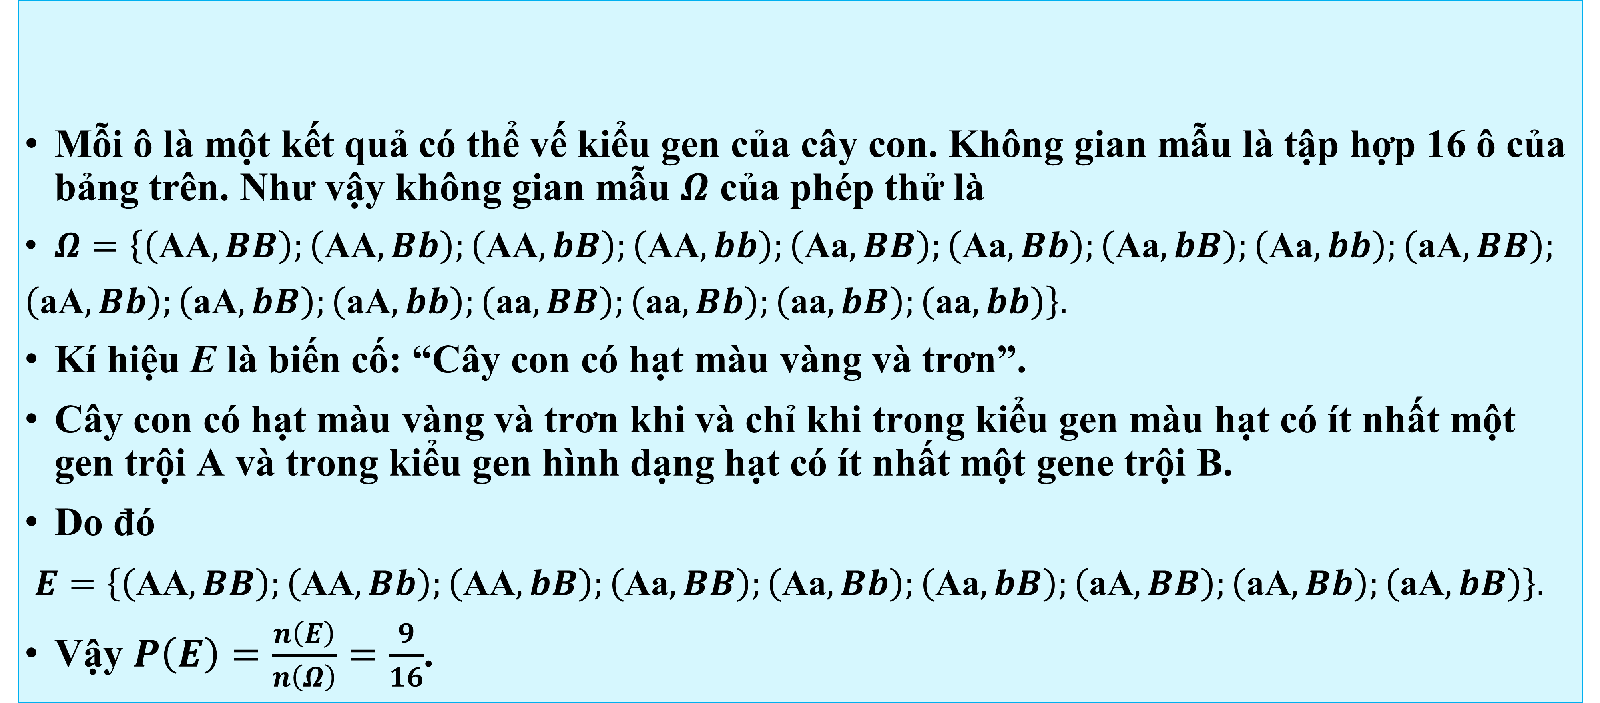 • Mỗi ô là một kết quả có thể vế kiểu gen của cây con. Không gian mẫu là tập hợp 16 ô của
bảng trên. Như vậy không gian mẫu Ω của phép thử là
• Ω = {(AA, BB); (AA, Bb); (AA, bB); (AA, bb); (Aa, BB); (Aa, Bb); (Aa, bB); (Aa, bb); (aA, BB);
(aA, Bb); (aA, bB); (aA, bb); (aa, BB); (aa, Bb); (aa, bB); (aa, bb)}.
• Kí hiệu E là biến cố: “Cây con có hạt màu vàng và trơn”.
• Cây con có hạt màu vàng và trơn khi và chỉ khi trong kiểu gen màu hạt có ít nhất một
gen trội A và trong kiểu gen hình dạng hạt có ít nhất một gene trội B.
• Do đó
E = {(AA, BB); (AA, Bb); (AA, bB); (Aa, BB); (Aa, Bb); (Aa, bB); (aA, BB); (aA, Bb); (aA, bB)}.
• Vậy P(E) = n(E)/n(Ω) = 9/16.